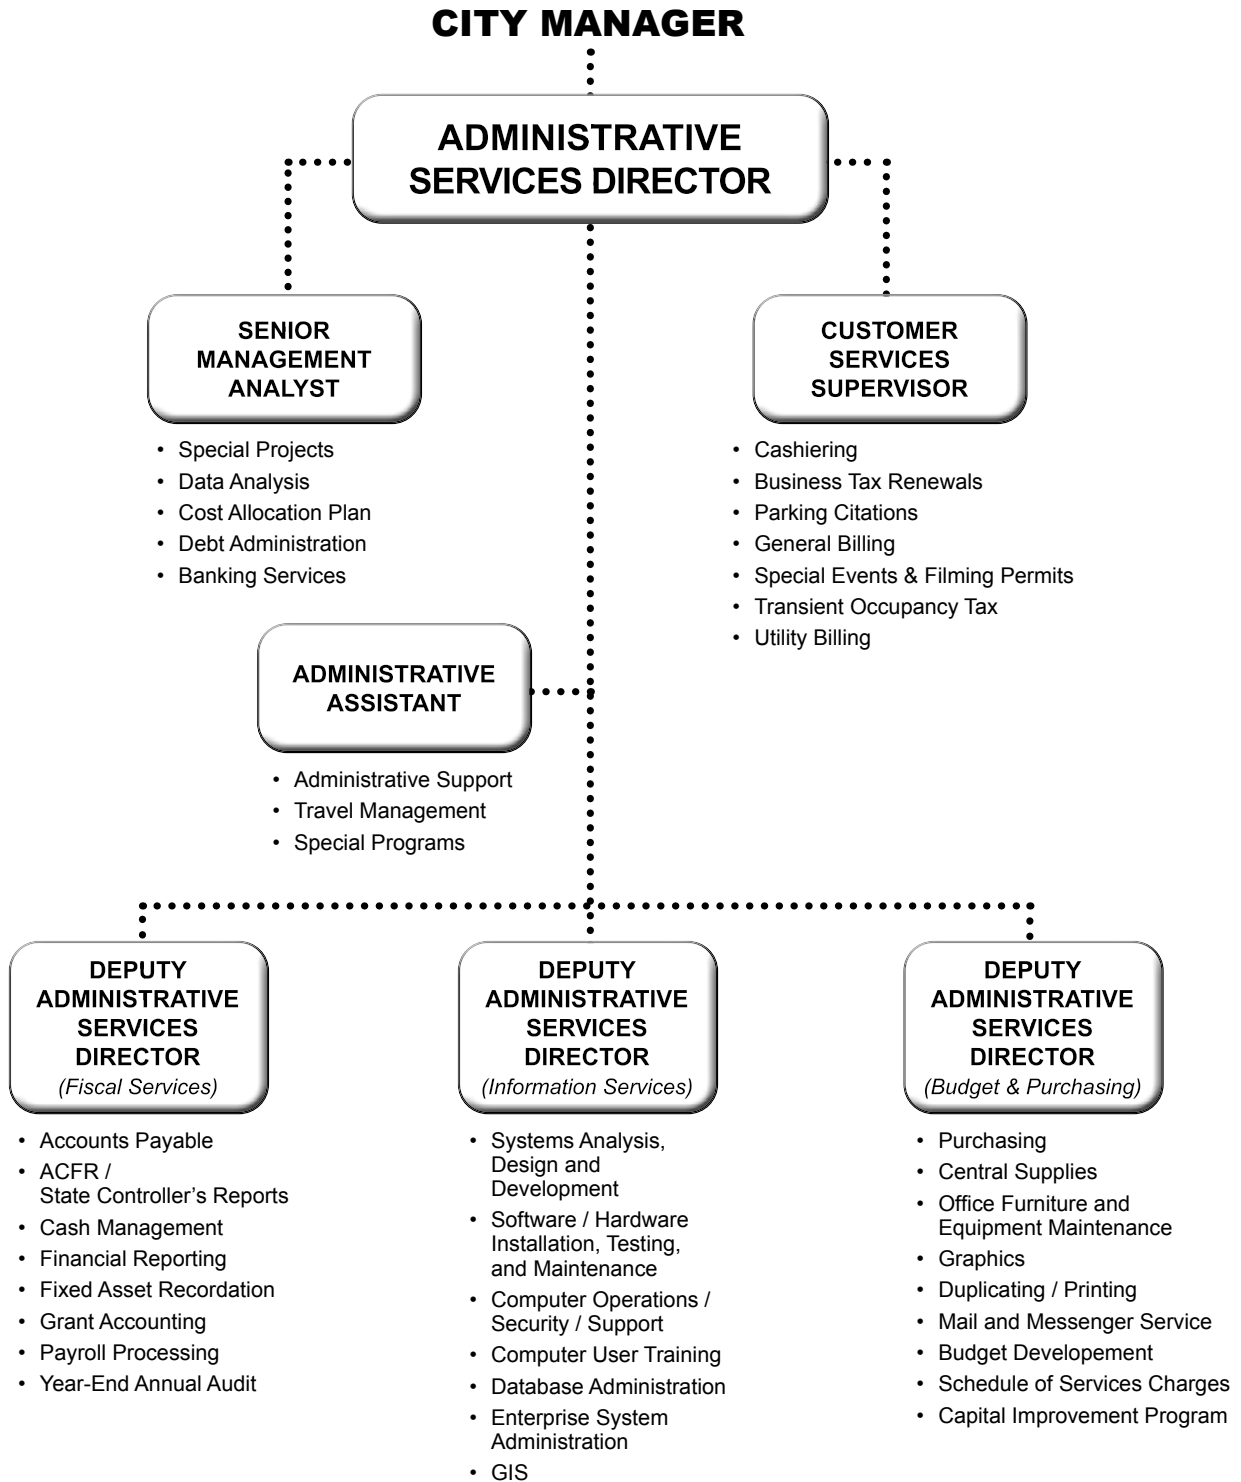 CITY MANAGER
ADMINISTRATIVE
SERVICES DIRECTOR
SENIOR
MANAGEMENT
ANALYST
• Special Projects
• Data Analysis
• Cost Allocation Plan
• Debt Administration
• Banking Services
CUSTOMER
SERVICES
SUPERVISOR
• Cashiering
• Business Tax Renewals
• Parking Citations
• General Billing
• Special Events & Filming Permits
• Transient Occupancy Tax
• Utility Billing
ADMINISTRATIVE
ASSISTANT
• Administrative Support
• Travel Management
• Special Programs
DEPUTY
ADMINISTRATIVE
SERVICES
DIRECTOR
(Fiscal Services)
• Accounts Payable
• ACFR /
State Controller’s Reports
• Cash Management
• Financial Reporting
• Fixed Asset Recordation
• Grant Accounting
• Payroll Processing
• Year-End Annual Audit
DEPUTY
ADMINISTRATIVE
SERVICES
DIRECTOR
(Information Services)
• Systems Analysis,
Design and
Development
• Software / Hardware
Installation, Testing,
and Maintenance
• Computer Operations /
Security / Support
• Computer User Training
• Database Administration
• Enterprise System
Administration
• GIS
DEPUTY
ADMINISTRATIVE
SERVICES
DIRECTOR
(Budget & Purchasing)
• Purchasing
• Central Supplies
• Office Furniture and
Equipment Maintenance
• Graphics
• Duplicating / Printing
• Mail and Messenger Service
• Budget Developement
• Schedule of Services Charges
• Capital Improvement Program